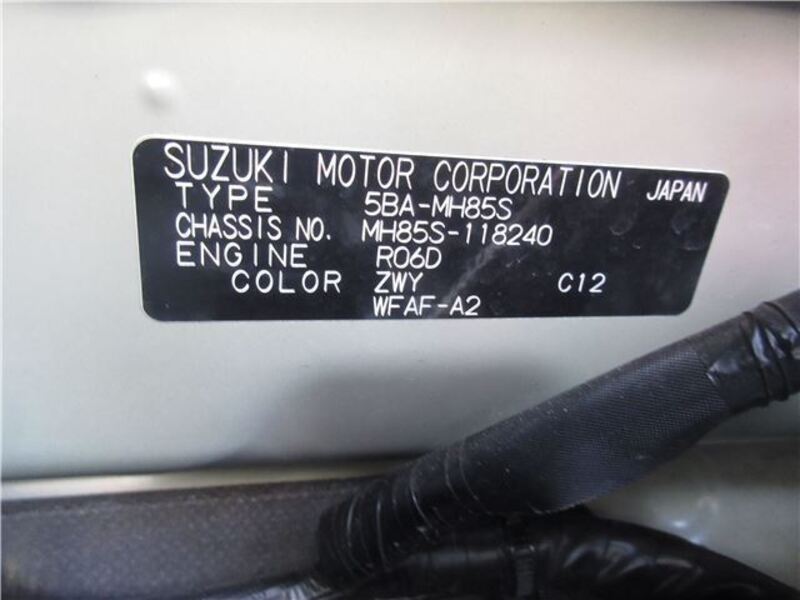 SUZUKI MOTOR CORPORATION JAPAN
TYPE 5BA-MH85S
CHASSIS NO. MH85S-118240
ENGINE R06D
COLOR ZWY C12
WFAF-A2